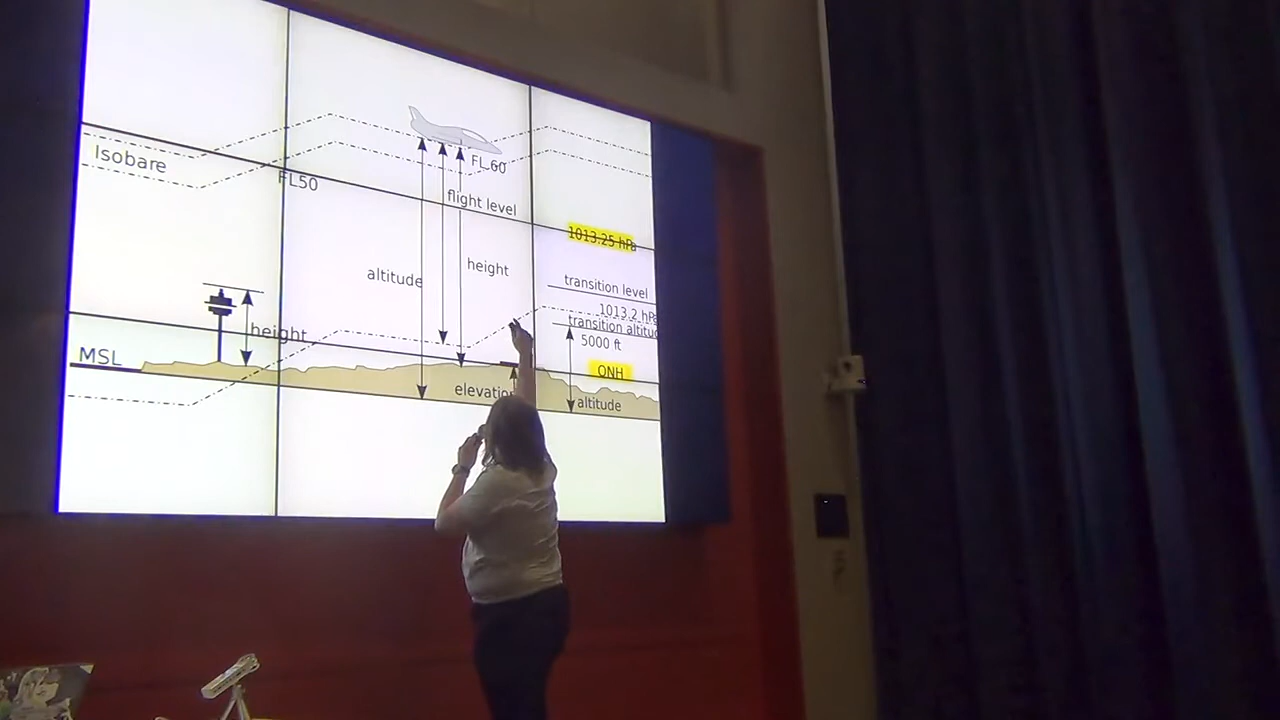 Isobare
FL 60
FL50
flight level
1013.25 hPa
altitude
height
transition level
1013.2 hPa
height
transition altitud
5000 ft
MSL
QNH
elevation
altitude